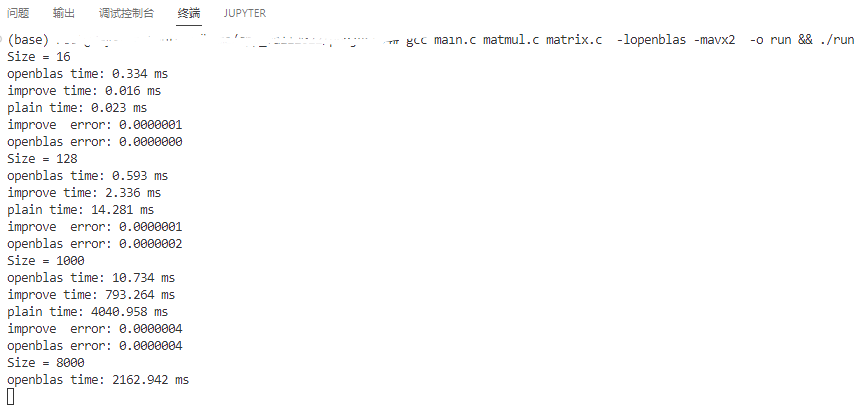 问题 输出 调试控制台 终端 JUPYTER
(base) # gcc main.c matmul.c matrix.c  -lopenblas -mavx2  -o run && ./run
Size = 16
openblas time: 0.334 ms
improve time: 0.016 ms
plain time: 0.023 ms
improve  error: 0.0000001
openblas error: 0.0000000
Size = 128
openblas time: 0.593 ms
improve time: 2.336 ms
plain time: 14.281 ms
improve  error: 0.0000001
openblas error: 0.0000002
Size = 1000
openblas time: 10.734 ms
improve time: 793.264 ms
plain time: 4040.958 ms
improve  error: 0.0000004
openblas error: 0.0000004
Size = 8000
openblas time: 2162.942 ms